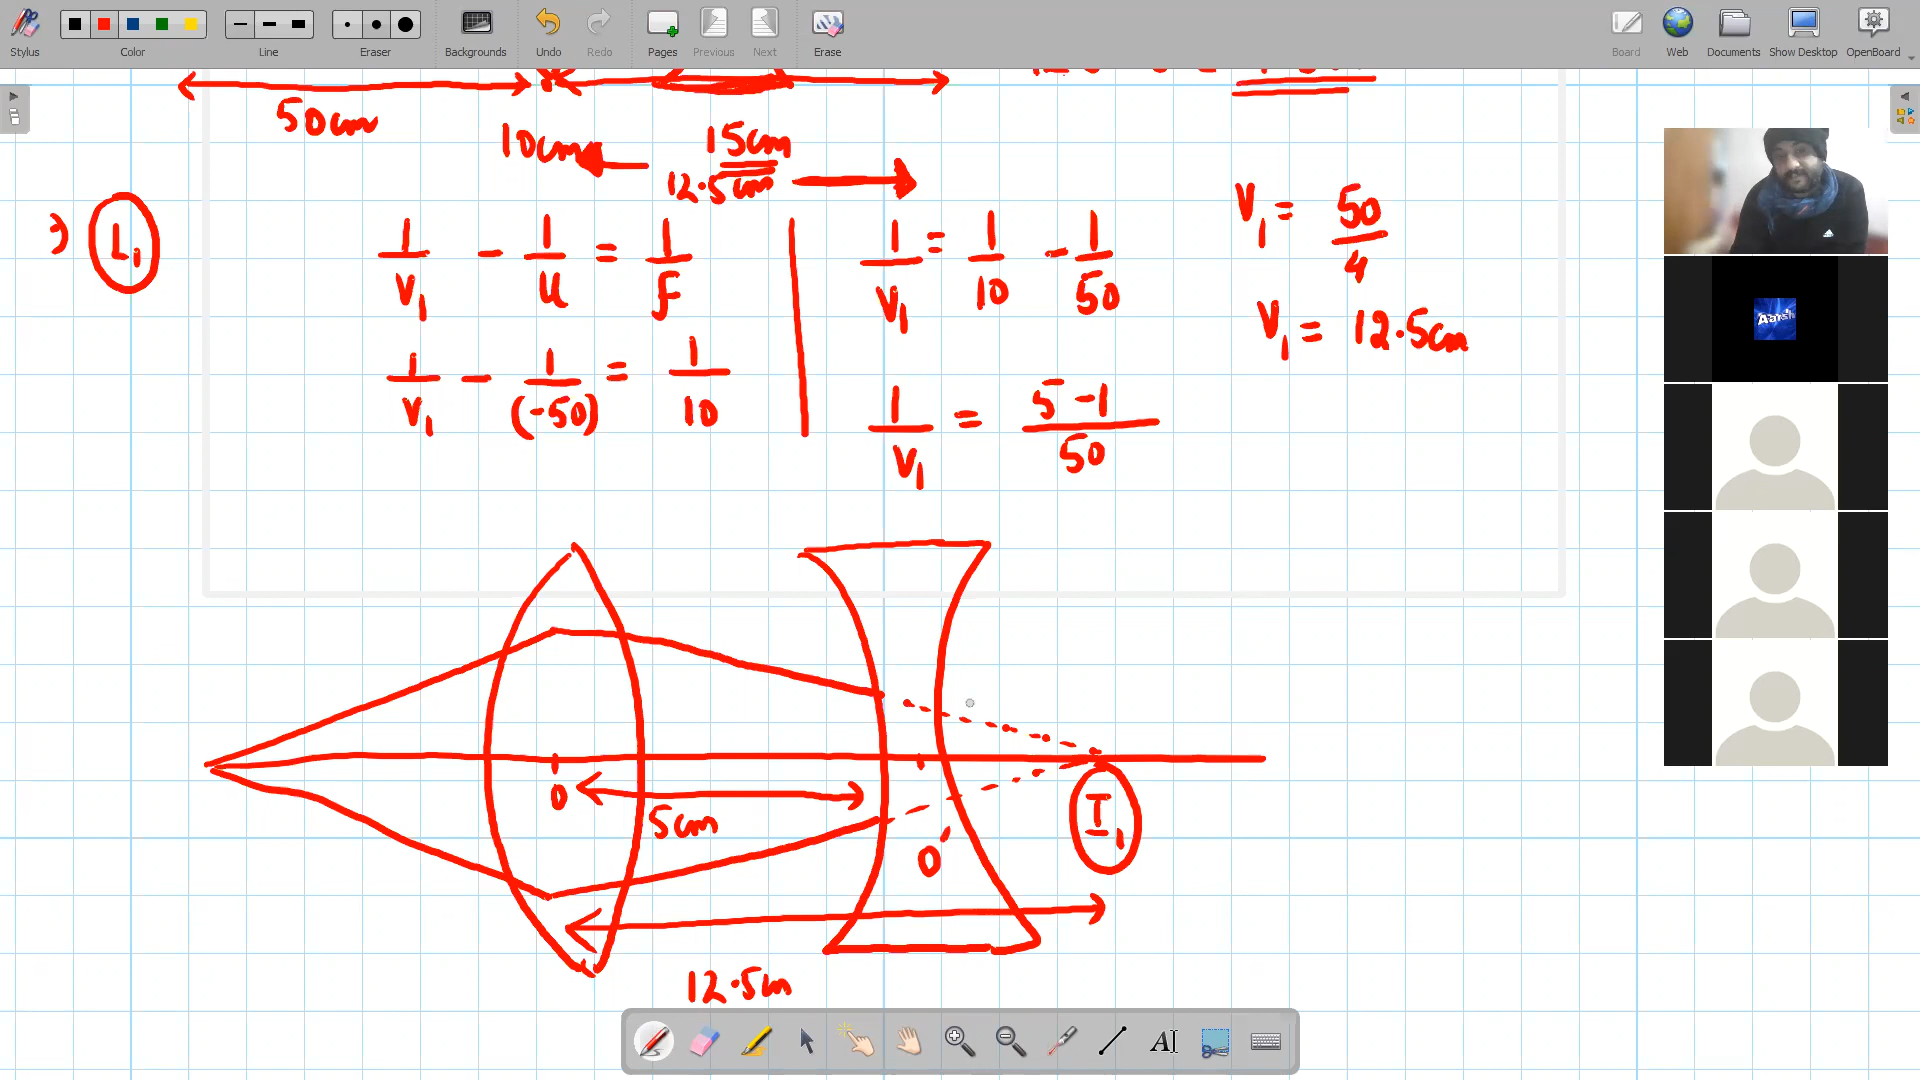 Stylus
Color
Line
Eraser
Backgrounds
Undo
Redo
Pages
Previous
Next
Erase
Board
Web
Documents
Show Desktop
OpenBoard
50cm
10cm
15cm
12.5cm
L₁
1/V₁ - 1/u = 1/f
1/V₁ - 1/(-50) = 1/10
1/V₁ = 1/10 - 1/50
1/V₁ = 5-1/50
V₁ = 50/4
V₁ = 12.5cm
Aarsh
O
5cm
O'
I₁
12.5cm
AI